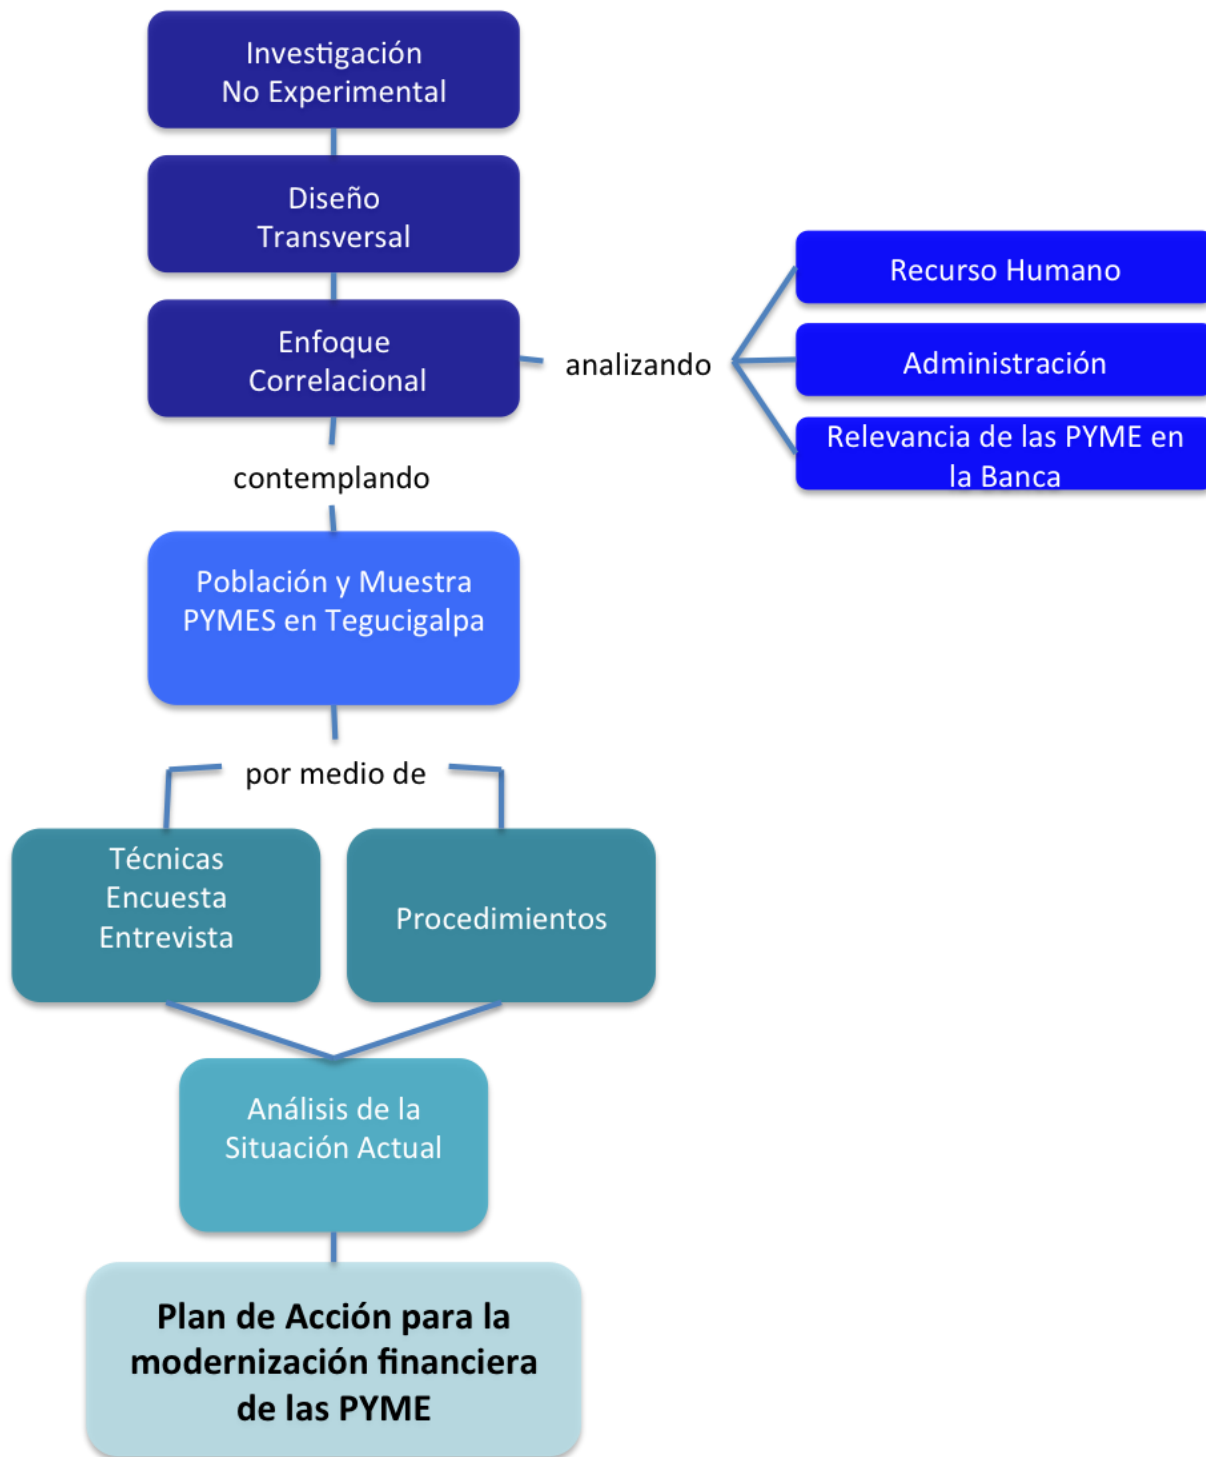 Investigación
No Experimental
Diseño
Transversal
Enfoque
Correlacional
analizando
Recurso Humano
Administración
Relevancia de las PYME en
la Banca
contemplando
Población y Muestra
PYMES en Tegucigalpa
por medio de
Técnicas
Encuesta
Entrevista
Procedimientos
Análisis de la
Situación Actual
Plan de Acción para la
modernización financiera
de las PYME